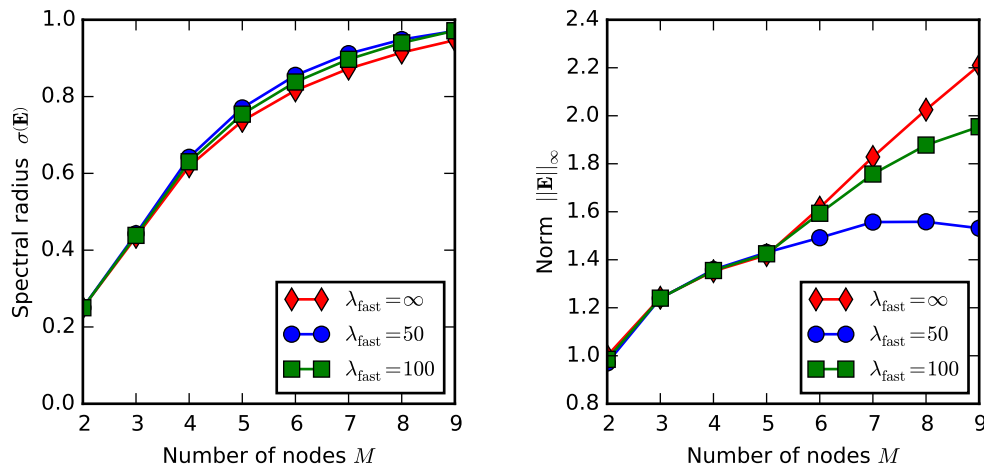 1.0
0.8
0.6
0.4
0.2
0.0
Spectral radius σ(E)
2 3 4 5 6 7 8 9
Number of nodes M
λfast=∞
λfast=50
λfast=100
2.4
2.2
2.0
1.8
1.6
1.4
1.2
1.0
0.8
Norm ||E||∞
2 3 4 5 6 7 8 9
Number of nodes M
λfast=∞
λfast=50
λfast=100